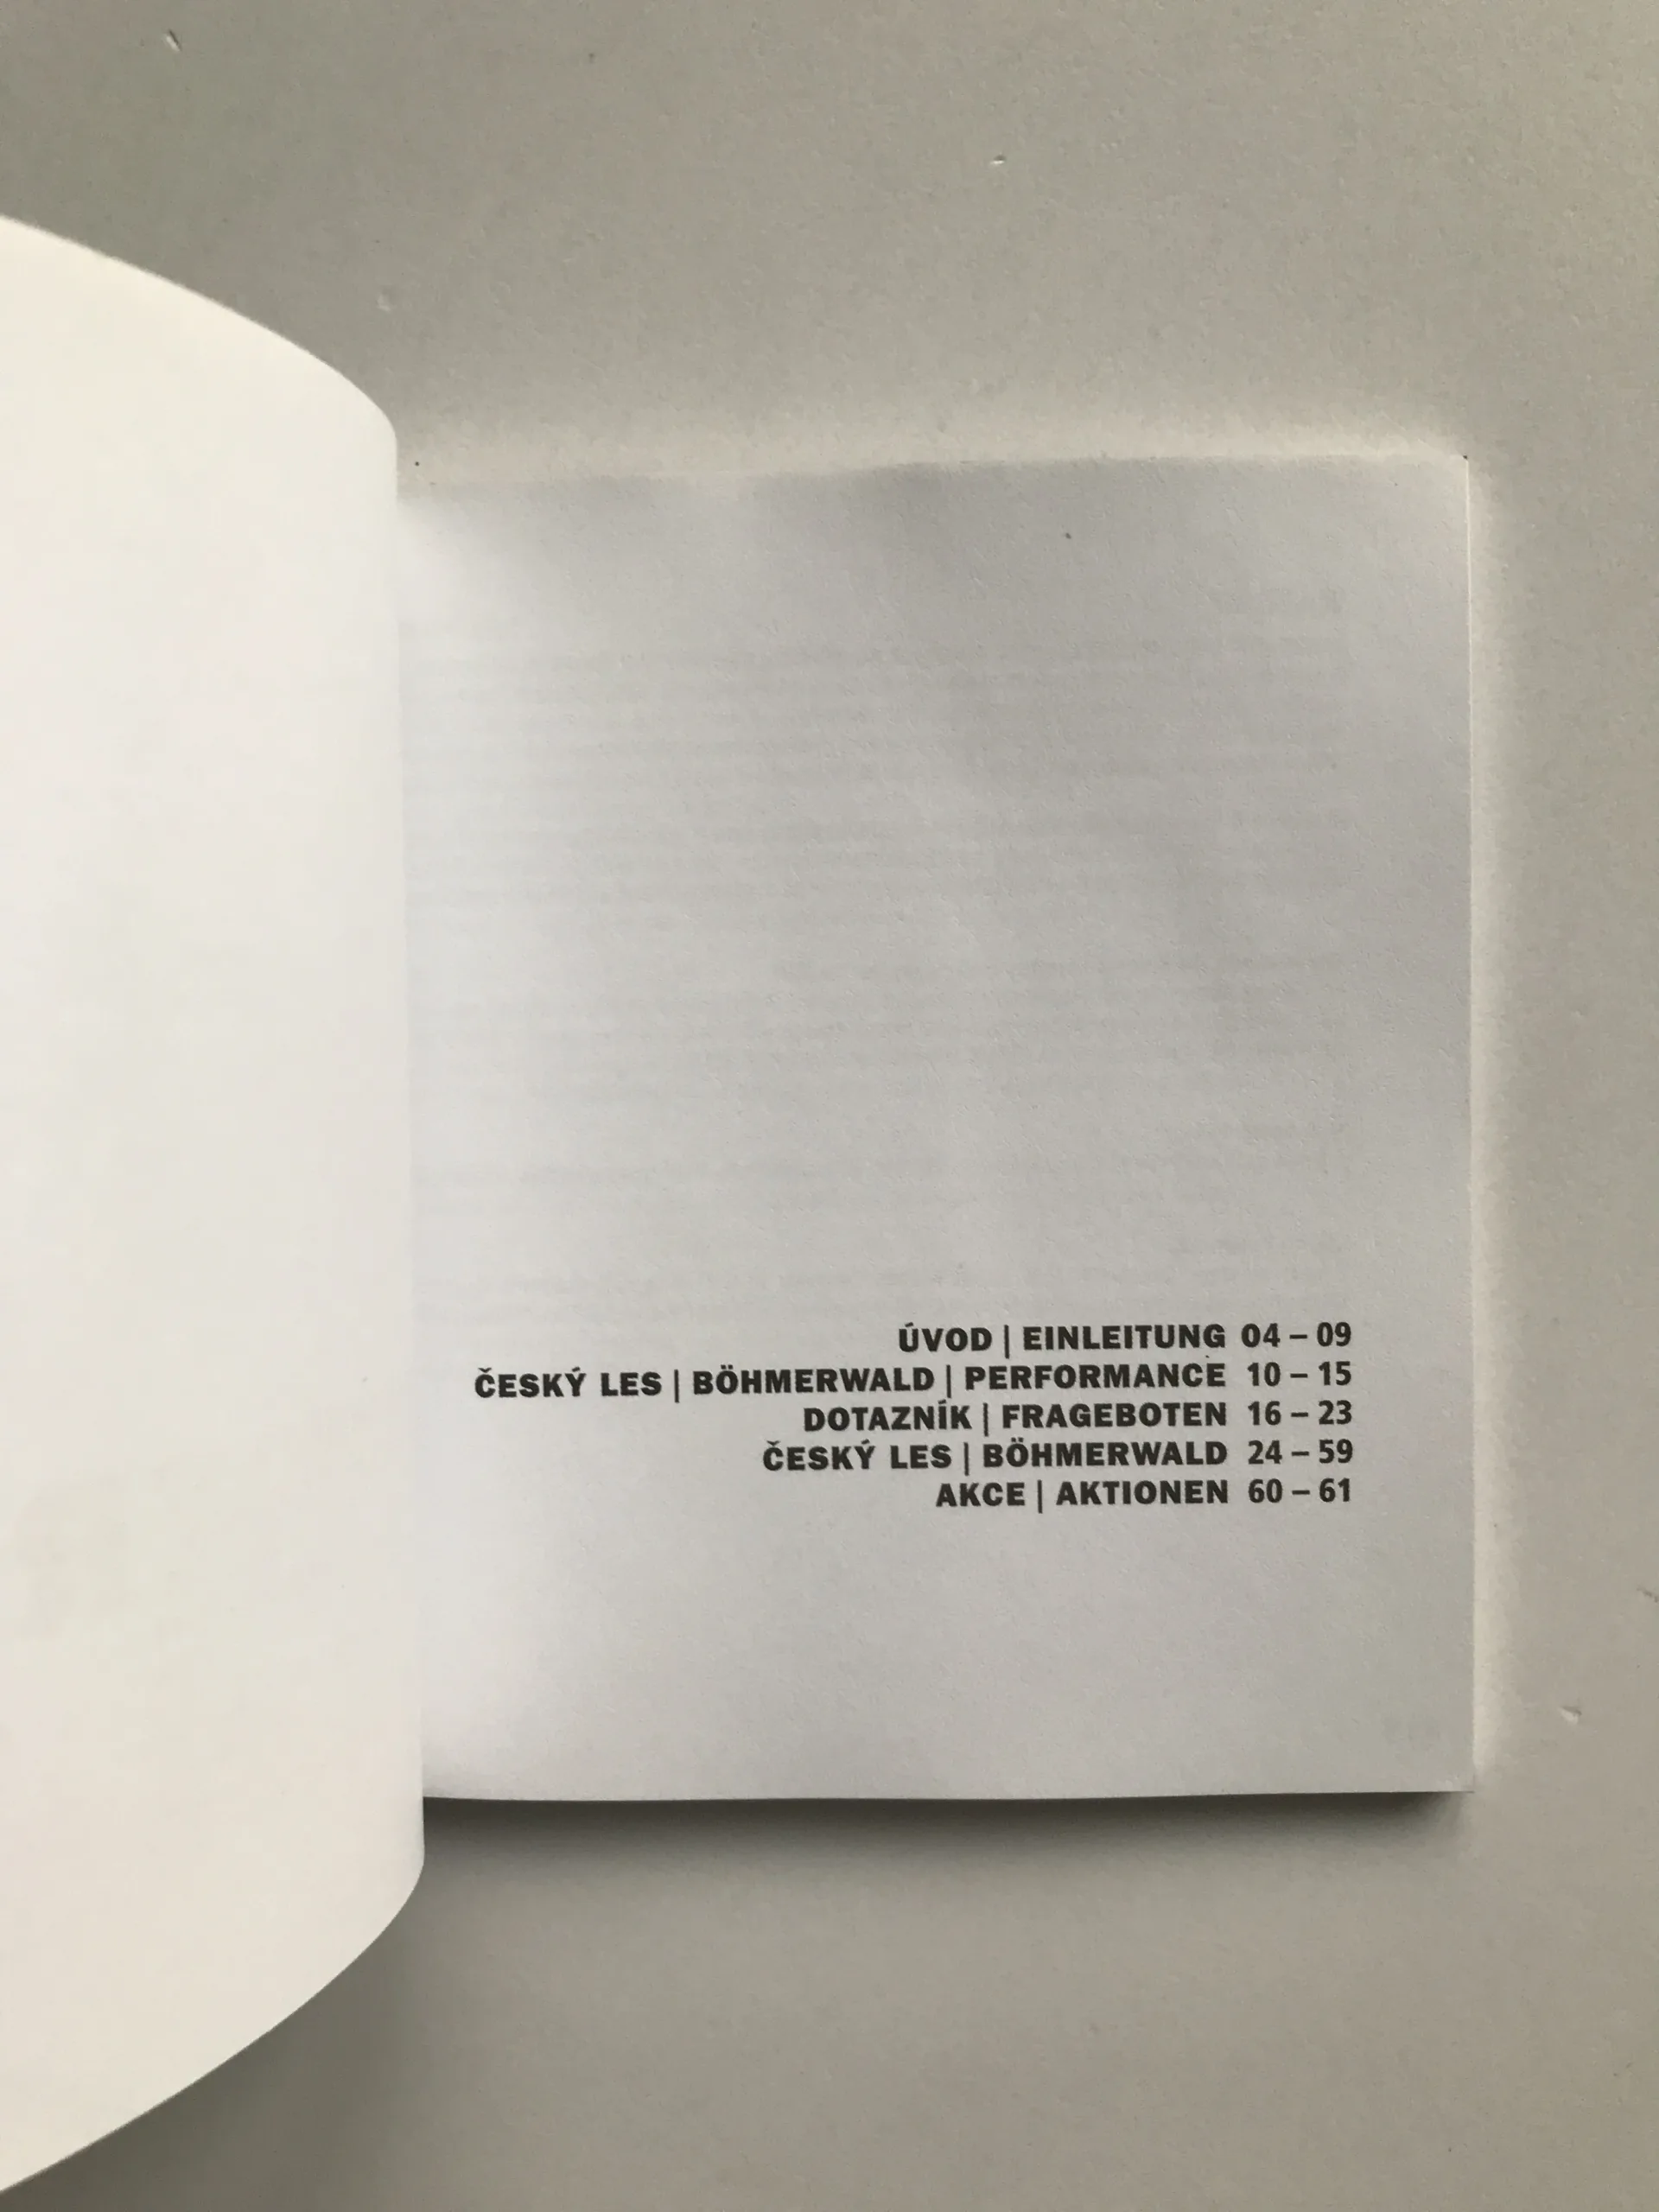 ÚVOD | EINLEITUNG 04 – 09
ČESKÝ LES | BÖHMERWALD | PERFORMANCE 10 – 15
DOTAZNÍK | FRAGEBOTEN 16 – 23
ČESKÝ LES | BÖHMERWALD 24 – 59
AKCE | AKTIONEN 60 – 61